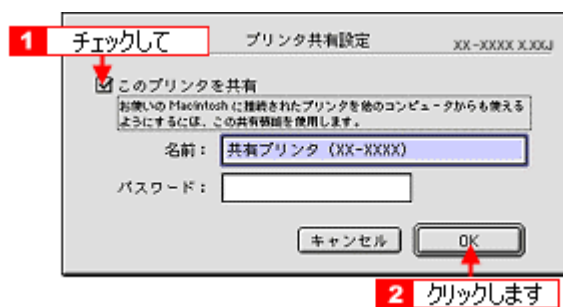 1 チェックして
プリンタ共有設定
XX-XXXX X.XXJ
このプリンタを共有
お使いの Macintosh に接続されたプリンタを他のコンピュータからも使える
ようにするには、この共有機能を使用します。
名前：
共有プリンタ（XX-XXXX）
パスワード：
キャンセル
OK
2 クリックします